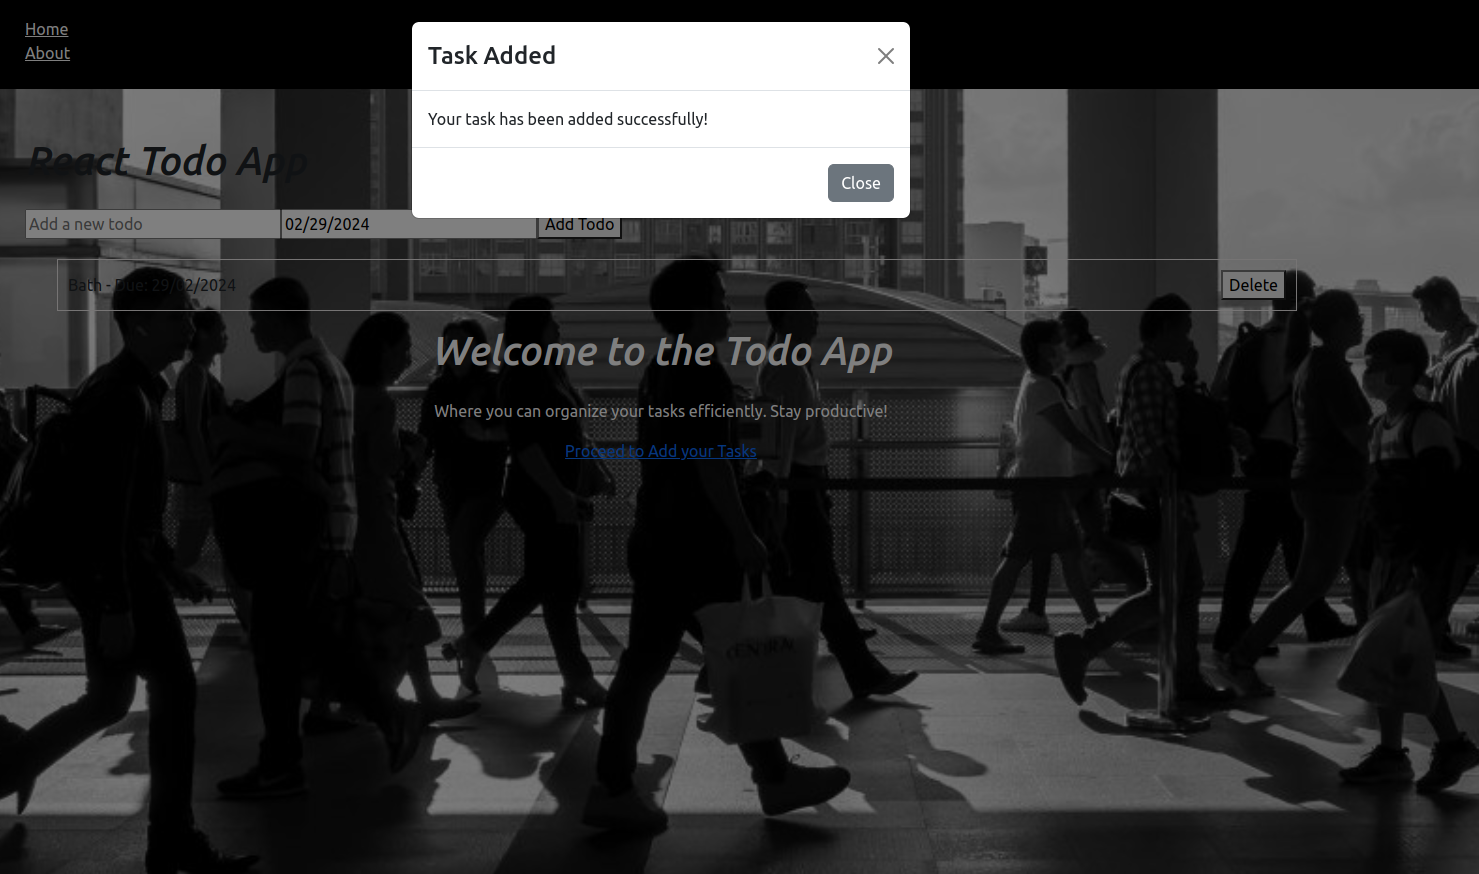 Home
About
Task Added
Your task has been added successfully!
Close
React Todo App
Add a new todo 02/29/2024 Add Todo
Bath - Due: 29/02/2024 Delete
Welcome to the Todo App
Where you can organize your tasks efficiently. Stay productive!
Proceed to Add your Tasks
CENTRAL